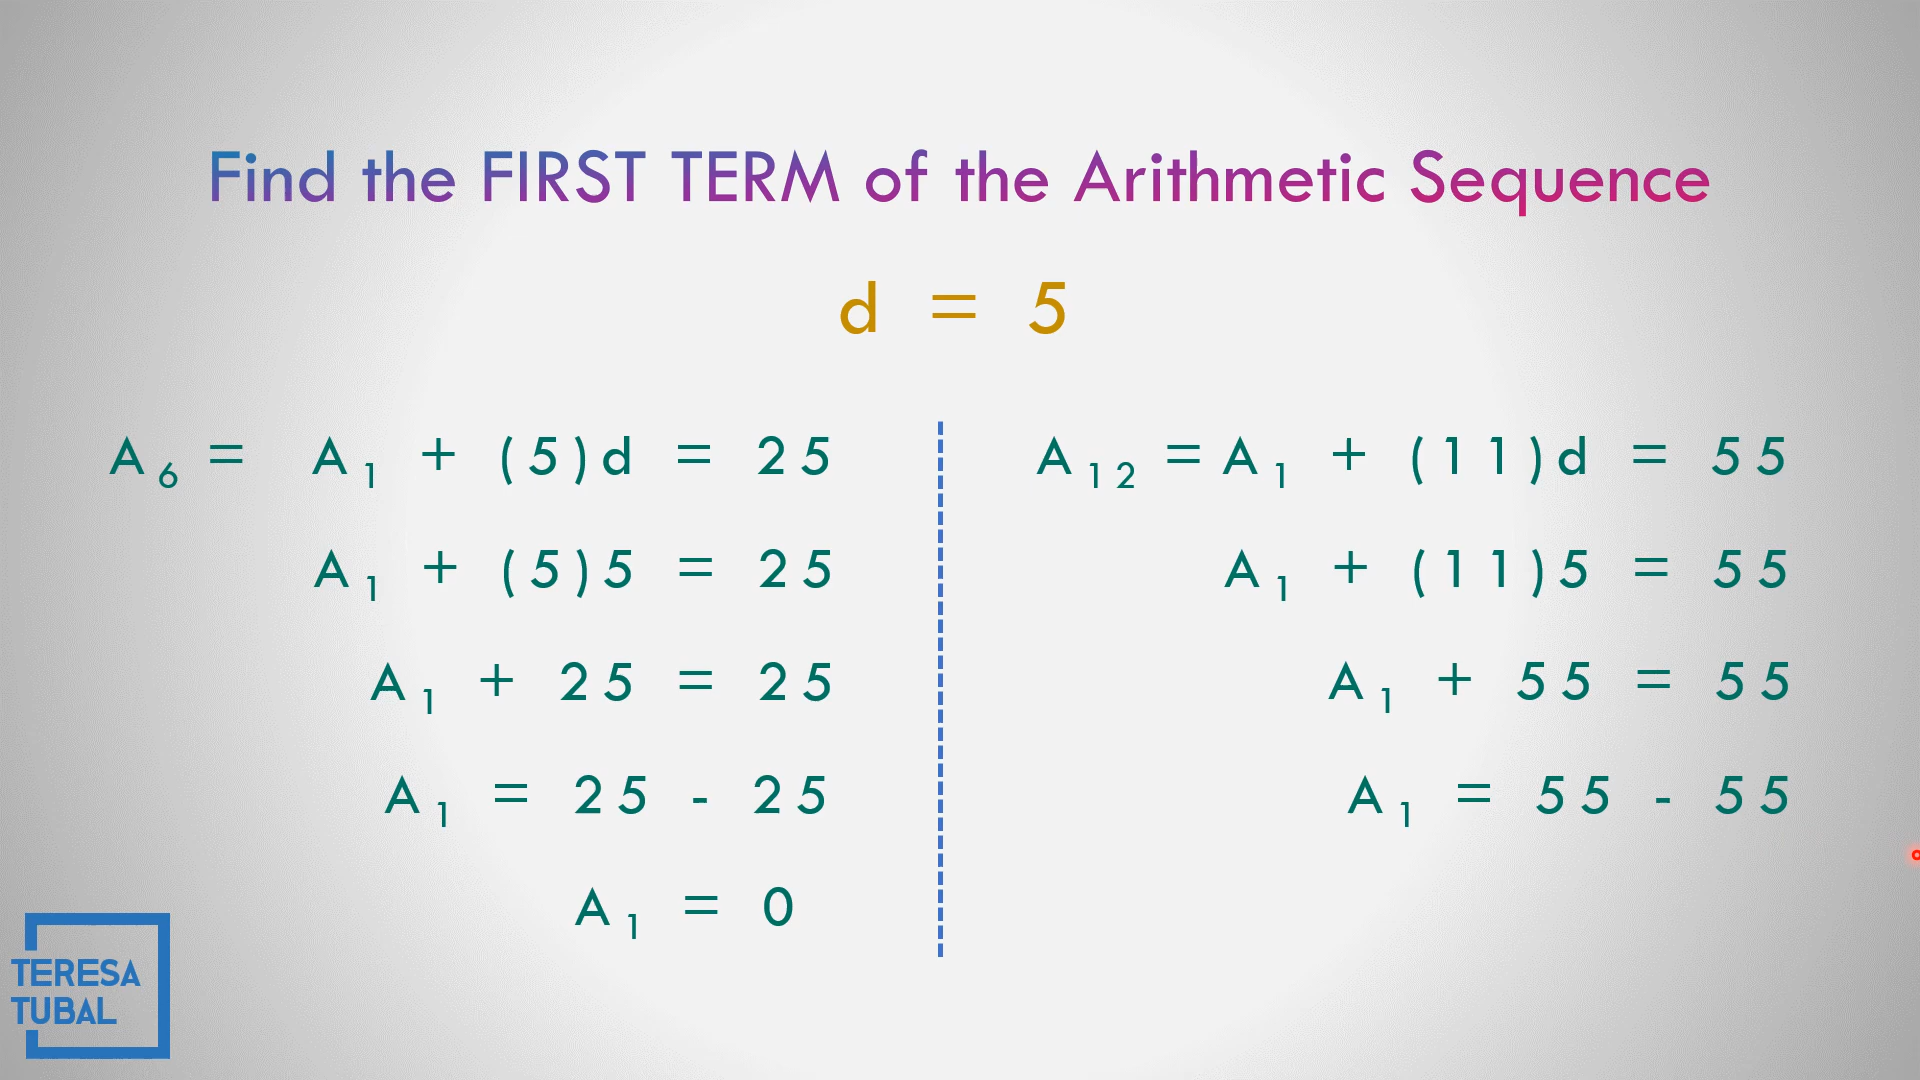 Find the FIRST TERM of the Arithmetic Sequence
d = 5
A₆ = A₁ + (5)d = 25
A₁ + (5)5 = 25
A₁ + 25 = 25
A₁ = 25 - 25
A₁ = 0
A₁₂ = A₁ + (11)d = 55
A₁ + (11)5 = 55
A₁ + 55 = 55
A₁ = 55 - 55
TERESA
TUBAL